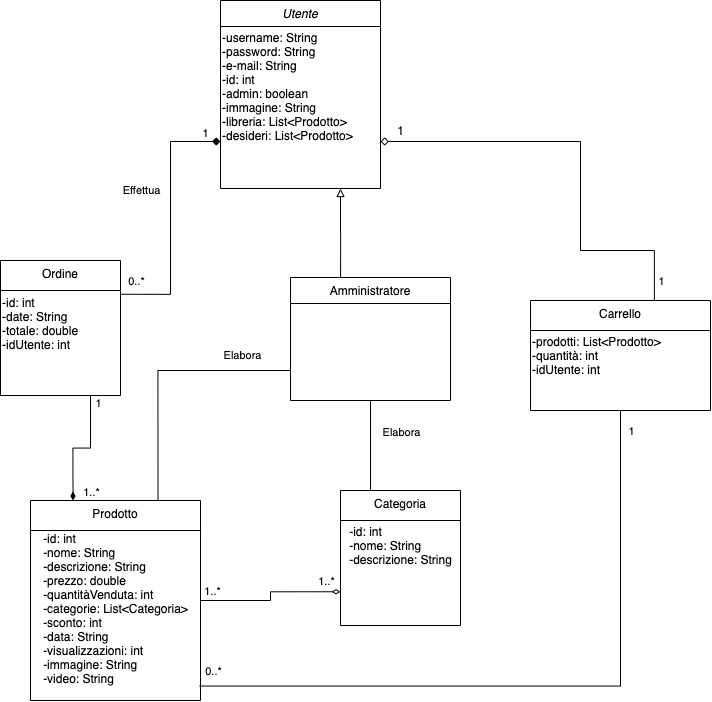 Utente
-username: String
-password: String
-e-mail: String
-id: int
-admin: boolean
-immagine: String
-libreria: List<Prodotto>
-desideri: List<Prodotto>
1
1
Effettua
0..*
Ordine
-id: int
-date: String
-totale: double
-idUtente: int
Amministratore
1
Carrello
-prodotti: List<Prodotto>
-quantità: int
-idUtente: int
Elabora
1
Elabora
1
1..*
Prodotto
-id: int
-nome: String
-descrizione: String
-prezzo: double
-quantitàVenduta: int
-categorie: List<Categoria>
-sconto: int
-data: String
-visualizzazioni: int
-immagine: String
-video: String
Categoria
-id: int
-nome: String
-descrizione: String
1..*
1..*
0..*